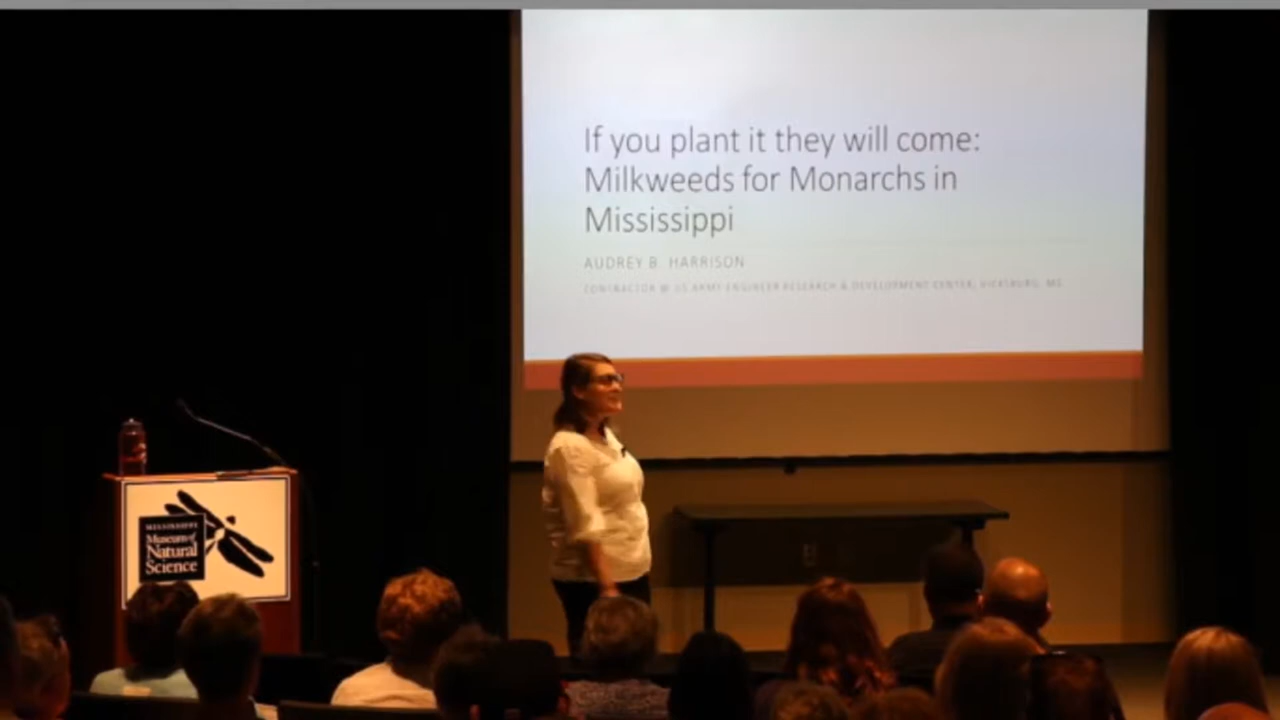 If you plant it they will come:
Milkweeds for Monarchs in
Mississippi
AUDREY B. HARRISON
CONTRACTOR @ US ARMY ENGINEER RESEARCH & DEVELOPMENT CENTER, VICKSBURG, MS
MISSISSIPPI
Museum of
Natural
Science